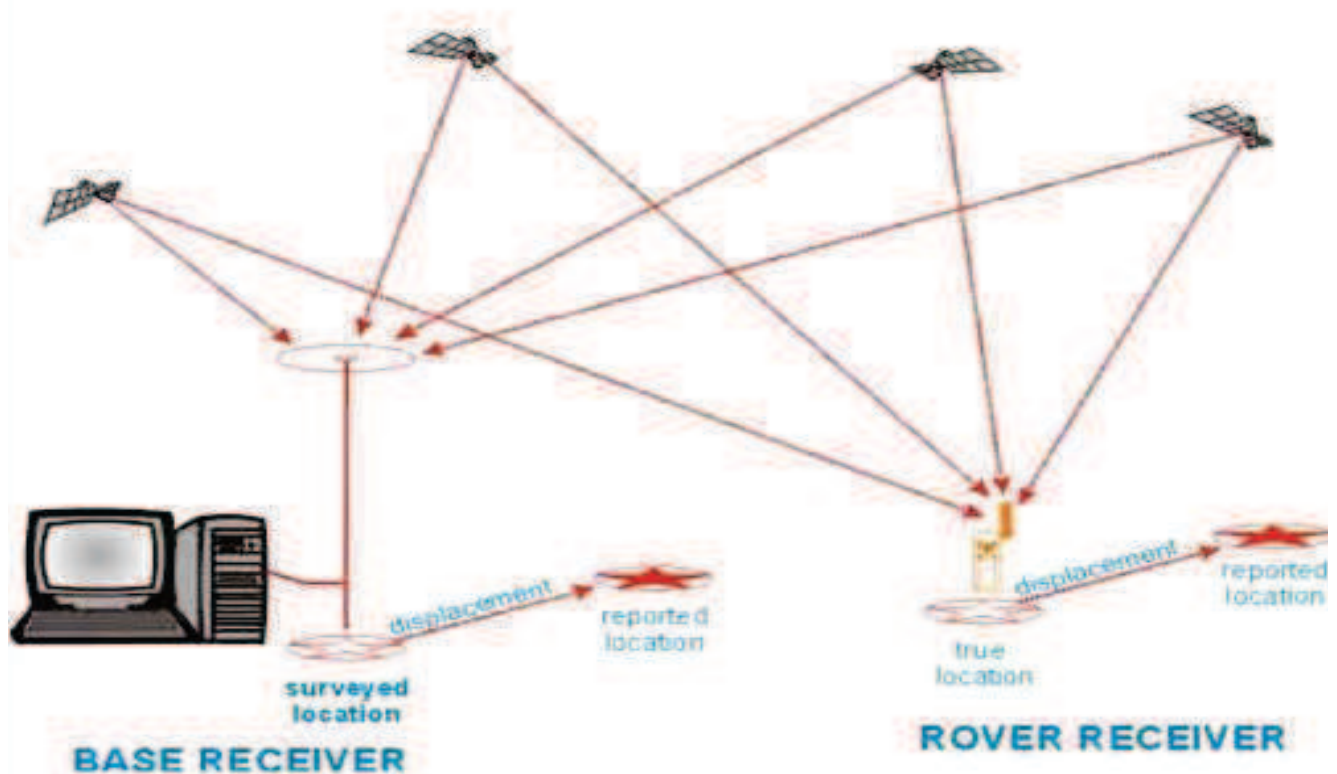 displacement
reported
location
surveyed
location
BASE RECEIVER
displacement
reported
location
true
location
ROVER RECEIVER